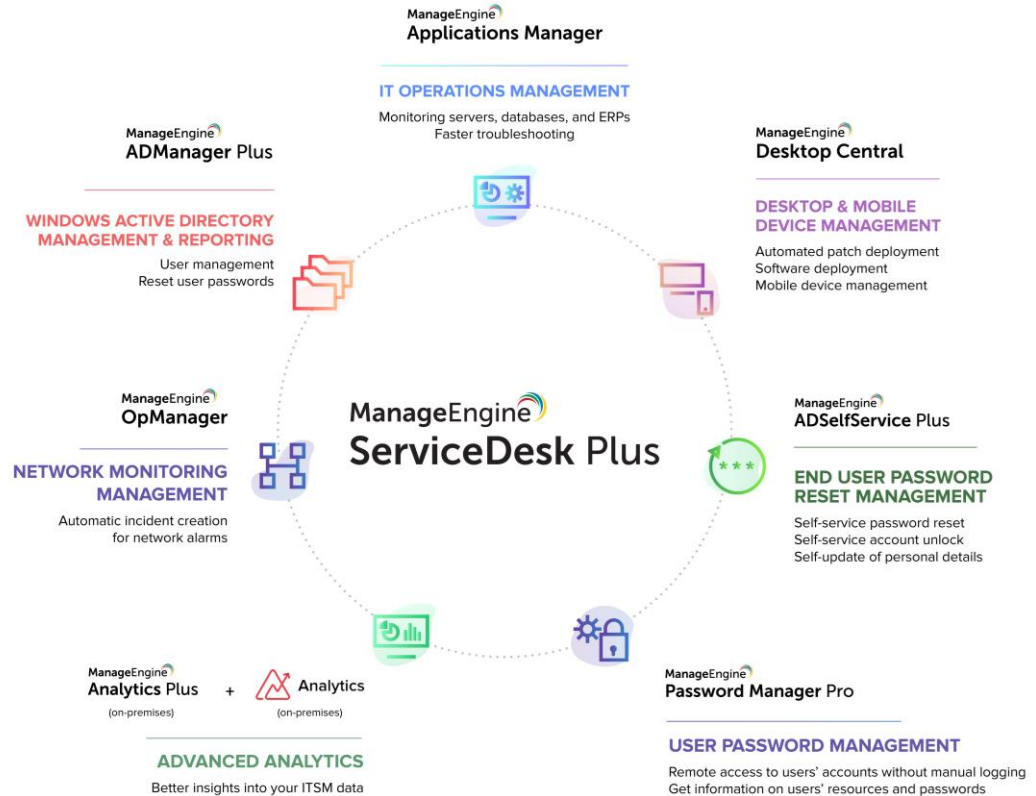 ManageEngine
Applications Manager
IT OPERATIONS MANAGEMENT
Monitoring servers, databases, and ERPs
Faster troubleshooting
ManageEngine
ADManager Plus
WINDOWS ACTIVE DIRECTORY
MANAGEMENT & REPORTING
User management
Reset user passwords
ManageEngine
Desktop Central
DESKTOP & MOBILE
DEVICE MANAGEMENT
Automated patch deployment
Software deployment
Mobile device management
ManageEngine
OpManager
NETWORK MONITORING
MANAGEMENT
Automatic incident creation
for network alarms
ManageEngine
ServiceDesk Plus
ManageEngine
ADSelfService Plus
***
END USER PASSWORD
RESET MANAGEMENT
Self-service password reset
Self-service account unlock
Self-update of personal details
ManageEngine
Analytics Plus
(on-premises)
+
Analytics
(on-premises)
ADVANCED ANALYTICS
Better insights into your ITSM data
ManageEngine
Password Manager Pro
USER PASSWORD MANAGEMENT
Remote access to users' accounts without manual logging
Get information on users' resources and passwords